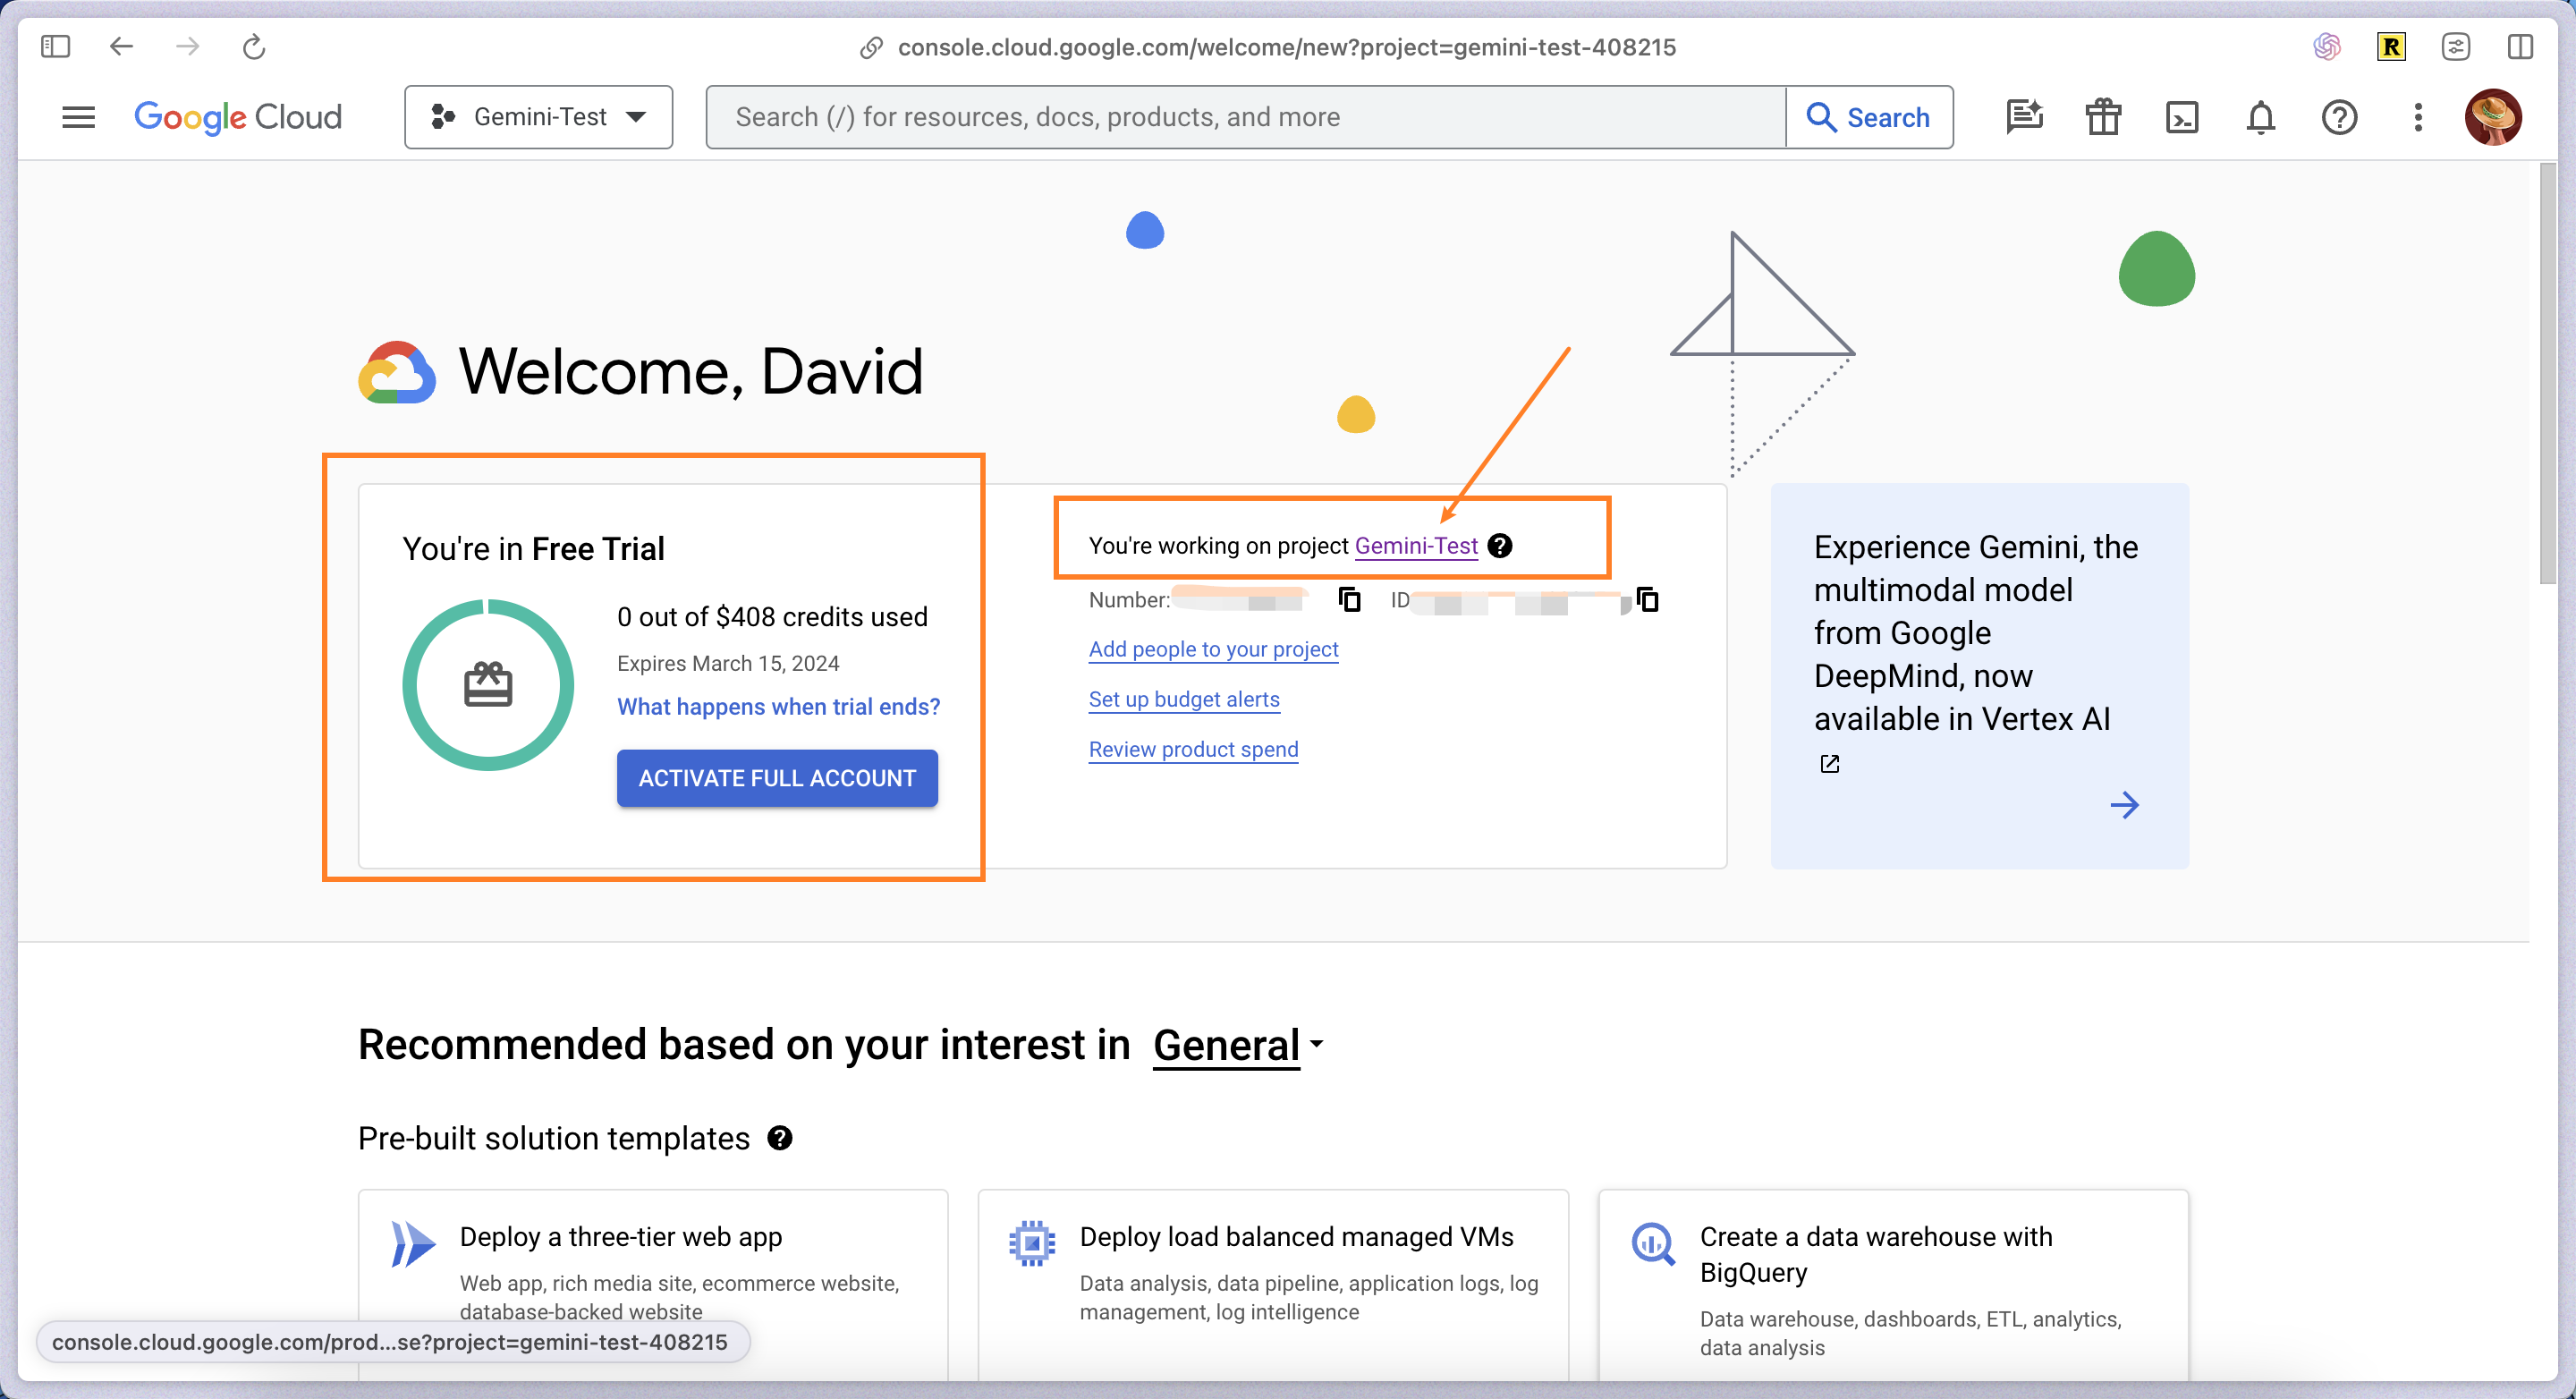 console.cloud.google.com/welcome/new?project=gemini-test-408215
R
Google Cloud
Gemini-Test
Search (/) for resources, docs, products, and more
Search
Welcome, David
You're in Free Trial
0 out of $408 credits used
Expires March 15, 2024
What happens when trial ends?
ACTIVATE FULL ACCOUNT
You're working on project Gemini-Test ?
Number:
ID
Add people to your project
Set up budget alerts
Review product spend
Experience Gemini, the
multimodal model
from Google
DeepMind, now
available in Vertex AI
Recommended based on your interest in General
Pre-built solution templates ?
Deploy a three-tier web app
Web app, rich media site, ecommerce website,
database-backed website
Deploy load balanced managed VMs
Data analysis, data pipeline, application logs, log
management, log intelligence
Create a data warehouse with
BigQuery
Data warehouse, dashboards, ETL, analytics,
data analysis
console.cloud.google.com/prod...se?project=gemini-test-408215